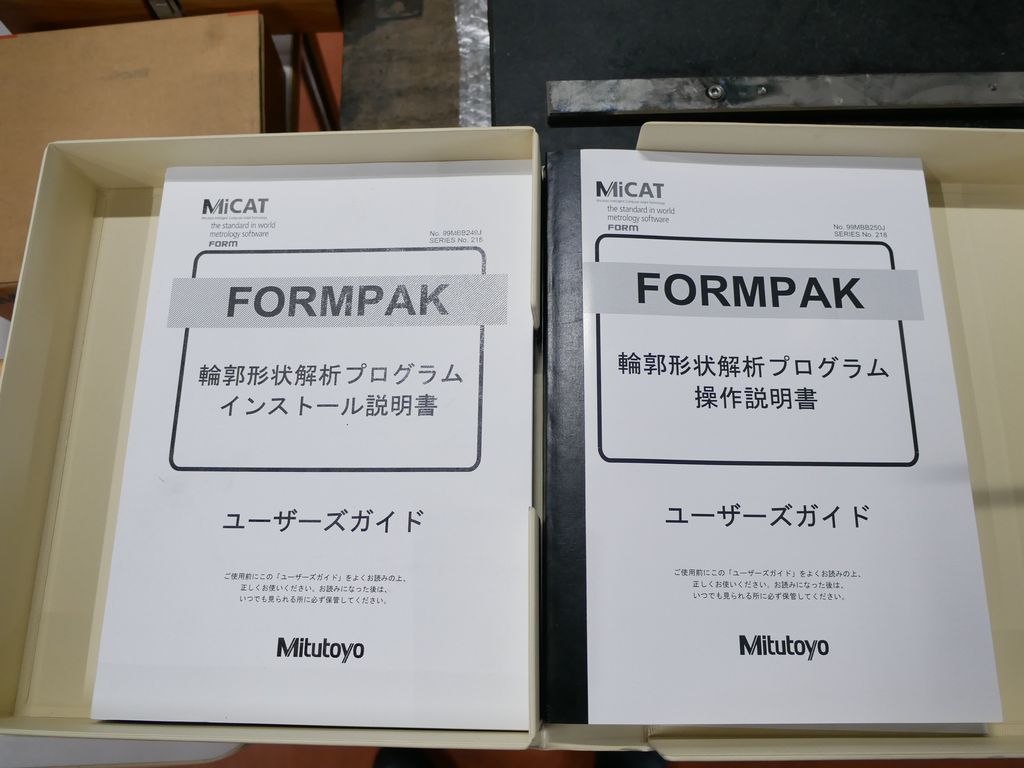 MiCAT
Mitutoyo Intelligent Computer Aided Technology
the standard in world
metrology software
FORM
No. 99MBB249J
SERIES No. 218
FORMPAK
輪郭形状解析プログラム
インストール説明書
ユーザーズガイド
ご使用前にこの「ユーザーズガイド」をよくお読みの上、
正しくお使いください。お読みになった後は、
いつでも見られる所に必ず保管してください。
Mitutoyo
MiCAT
Mitutoyo Intelligent Computer Aided Technology
the standard in world
metrology software
FORM
No. 99MBB250J
SERIES No. 218
FORMPAK
輪郭形状解析プログラム
操作説明書
ユーザーズガイド
ご使用前にこの「ユーザーズガイド」をよくお読みの上、
正しくお使いください。お読みになった後は、
いつでも見られる所に必ず保管してください。
Mitutoyo